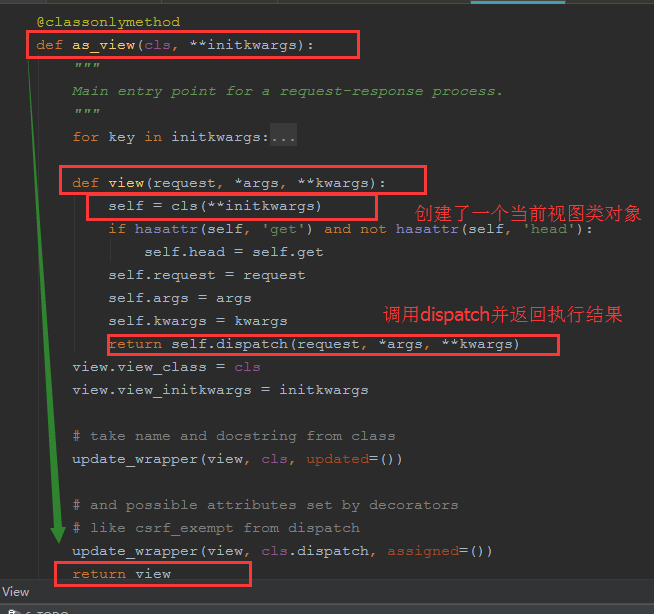 @classonlymethod
def as_view(cls, **initkwargs):
"""
Main entry point for a request-response process.
"""
for key in initkwargs:...
def view(request, *args, **kwargs):
self = cls(**initkwargs)
创建了一个当前视图类对象
if hasattr(self, 'get') and not hasattr(self, 'head'):
self.head = self.get
self.request = request
self.args = args
self.kwargs = kwargs
调用dispatch并返回执行结果
return self.dispatch(request, *args, **kwargs)
view.view_class = cls
view.view_initkwargs = initkwargs
# take name and docstring from class
update_wrapper(view, cls, updated=())
# and possible attributes set by decorators
# like csrf_exempt from dispatch
update_wrapper(view, cls.dispatch, assigned=())
return view
View